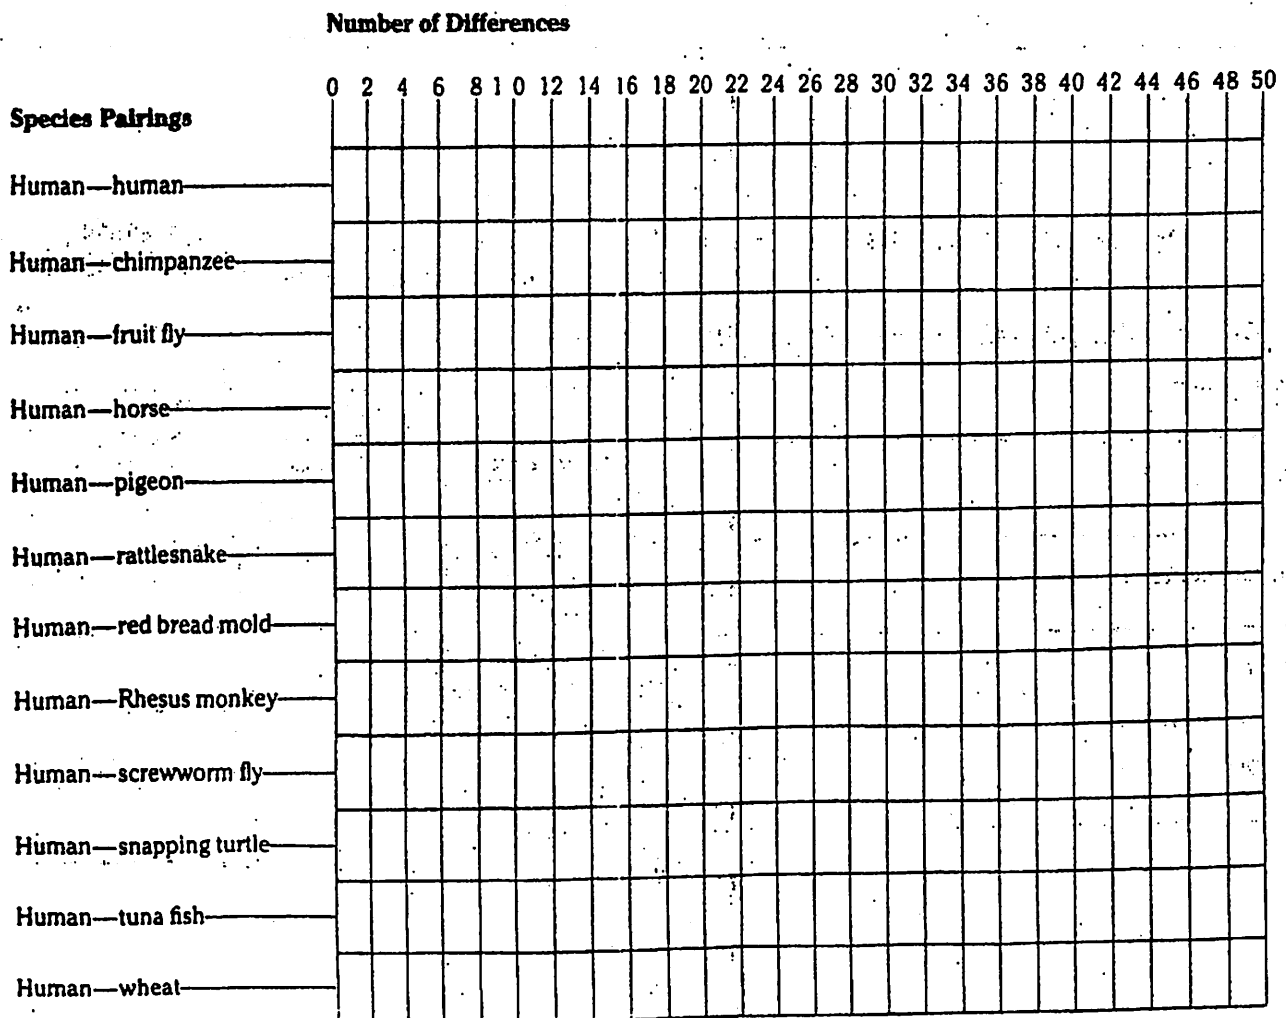 Number of Differences
0 2 4 6 8 10 12 14 16 18 20 22 24 26 28 30 32 34 36 38 40 42 44 46 48 50
Species Pairings
Human—human
Human—chimpanzee
Human—fruit fly
Human—horse
Human—pigeon
Human—rattlesnake
Human—red bread mold
Human—Rhesus monkey
Human—screwworm fly
Human—snapping turtle
Human—tuna fish
Human—wheat